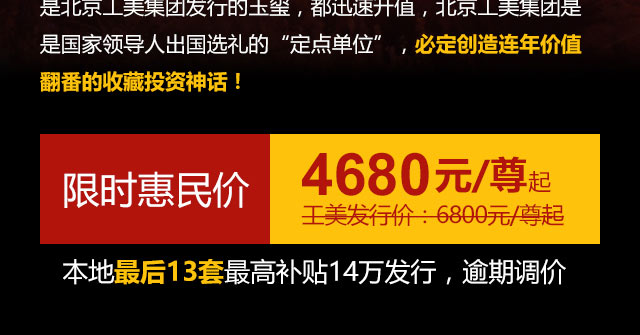 是北京工美集团发行的玉玺，都迅速升值，北京工美集团是
是国家领导人出国选礼的“定点单位”，必定创造连年价值
翻番的收藏投资神话！
限时惠民价
4680元/尊起
工美发行价：6800元/尊起
本地最后13套最高补贴14万发行，逾期调价